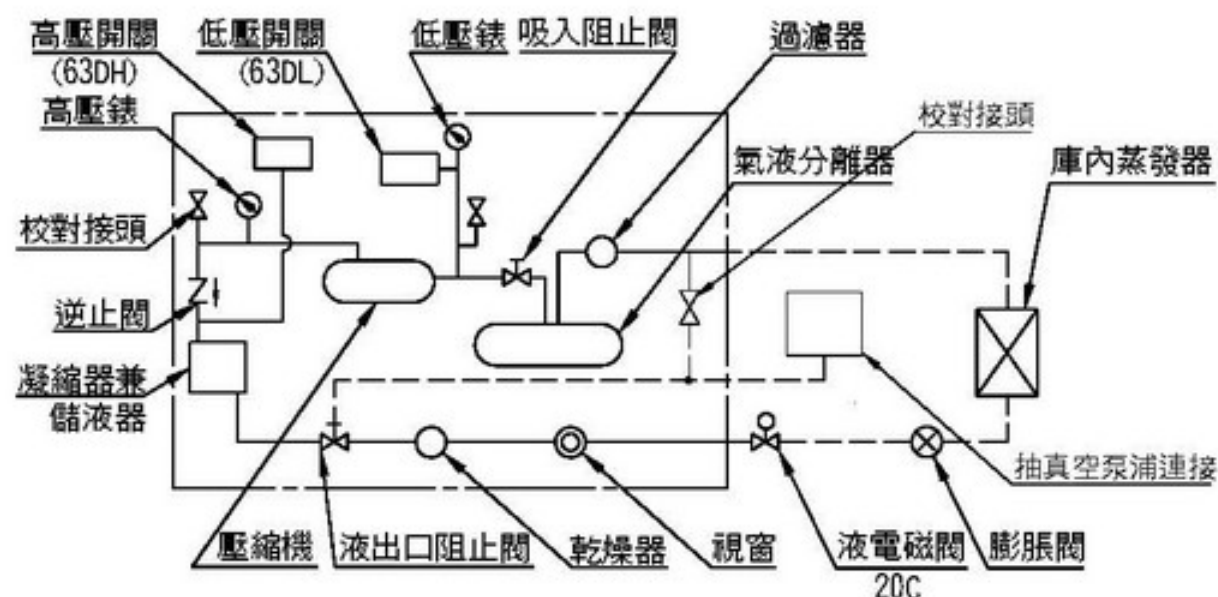 高壓開關
(63DH)
高壓錶
低壓開關
(63DL)
低壓錶
吸入阻止閥
過濾器
校對接頭
氣液分離器
庫內蒸發器
校對接頭
逆止閥
凝縮器兼
儲液器
抽真空泵浦連接
壓縮機
液出口阻止閥
乾燥器
視窗
液電磁閥
20C
膨脹閥